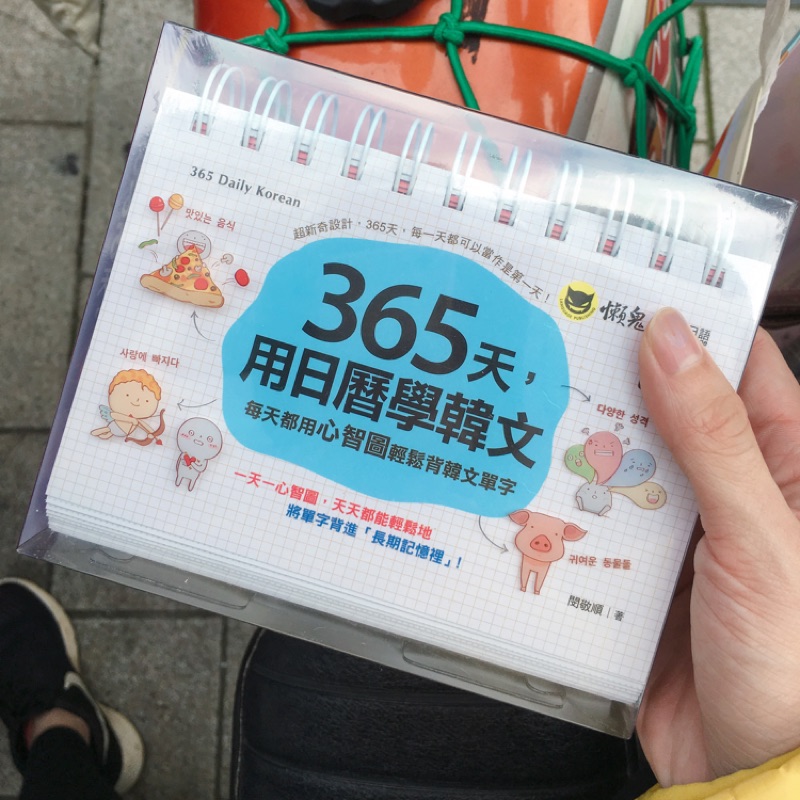 365 Daily Korean
맛있는 음식
超新奇設計，365天，每一天都可以當作是第一天！
懶鬼
日語
365天，
用日曆學韓文
每天都用心智圖輕鬆背韓文單字
사랑에 빠지다
다양한 성격
一天一心智圖，天天都能輕鬆地
將單字背進「長期記憶裡」！
귀여운 동물들
閔敬順 | 著